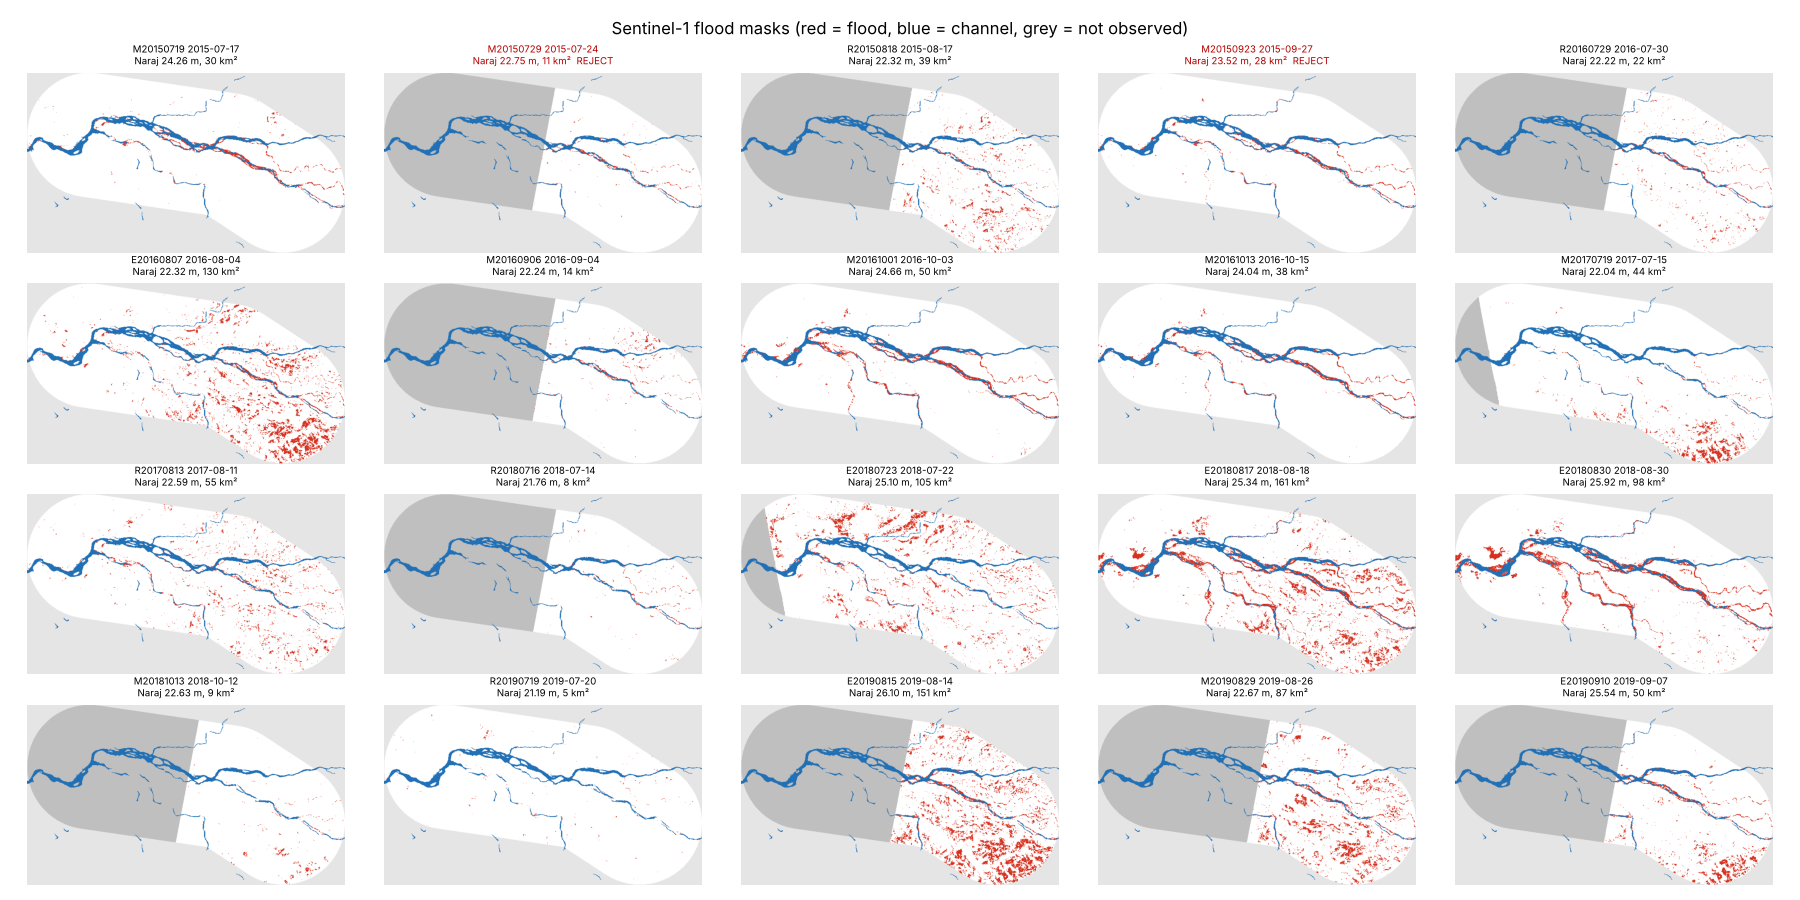 Sentinel-1 flood masks (red = flood, blue = channel, grey = not observed)
M20150719 2015-07-17
Naraj 24.26 m, 30 km²
M20150729 2015-07-24
Naraj 22.75 m, 11 km² REJECT
R20150818 2015-08-17
Naraj 22.32 m, 39 km²
M20150923 2015-09-27
Naraj 23.52 m, 28 km² REJECT
R20160729 2016-07-30
Naraj 22.22 m, 22 km²
E20160807 2016-08-04
Naraj 22.32 m, 130 km²
M20160906 2016-09-04
Naraj 22.24 m, 14 km²
M20161001 2016-10-03
Naraj 24.66 m, 50 km²
M20161013 2016-10-15
Naraj 24.04 m, 38 km²
M20170719 2017-07-15
Naraj 22.04 m, 44 km²
R20170813 2017-08-11
Naraj 22.59 m, 55 km²
R20180716 2018-07-14
Naraj 21.76 m, 8 km²
E20180723 2018-07-22
Naraj 25.10 m, 105 km²
E20180817 2018-08-18
Naraj 25.34 m, 161 km²
E20180830 2018-08-30
Naraj 25.92 m, 98 km²
M20181013 2018-10-12
Naraj 22.63 m, 9 km²
R20190719 2019-07-20
Naraj 21.19 m, 5 km²
E20190815 2019-08-14
Naraj 26.10 m, 151 km²
M20190829 2019-08-26
Naraj 22.67 m, 87 km²
E20190910 2019-09-07
Naraj 25.54 m, 50 km²